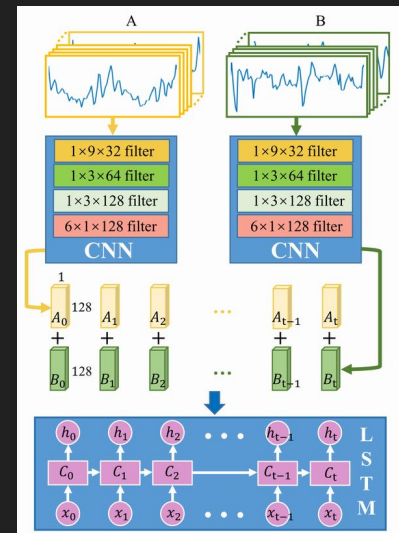 A B
1×9×32 filter 1×9×32 filter
1×3×64 filter 1×3×64 filter
1×3×128 filter 1×3×128 filter
6×1×128 filter 6×1×128 filter
CNN CNN
1
A₀ 128 A₁ A₂ ... Aₜ₋₁ Aₜ
+ + + + +
B₀ 128 B₁ B₂ ... Bₜ₋₁ Bₜ
h₀ h₁ h₂ • • • hₜ₋₁ hₜ
C₀ C₁ C₂ Cₜ₋₁ Cₜ
x₀ x₁ x₂ • • • xₜ₋₁ xₜ
L
S
T
M